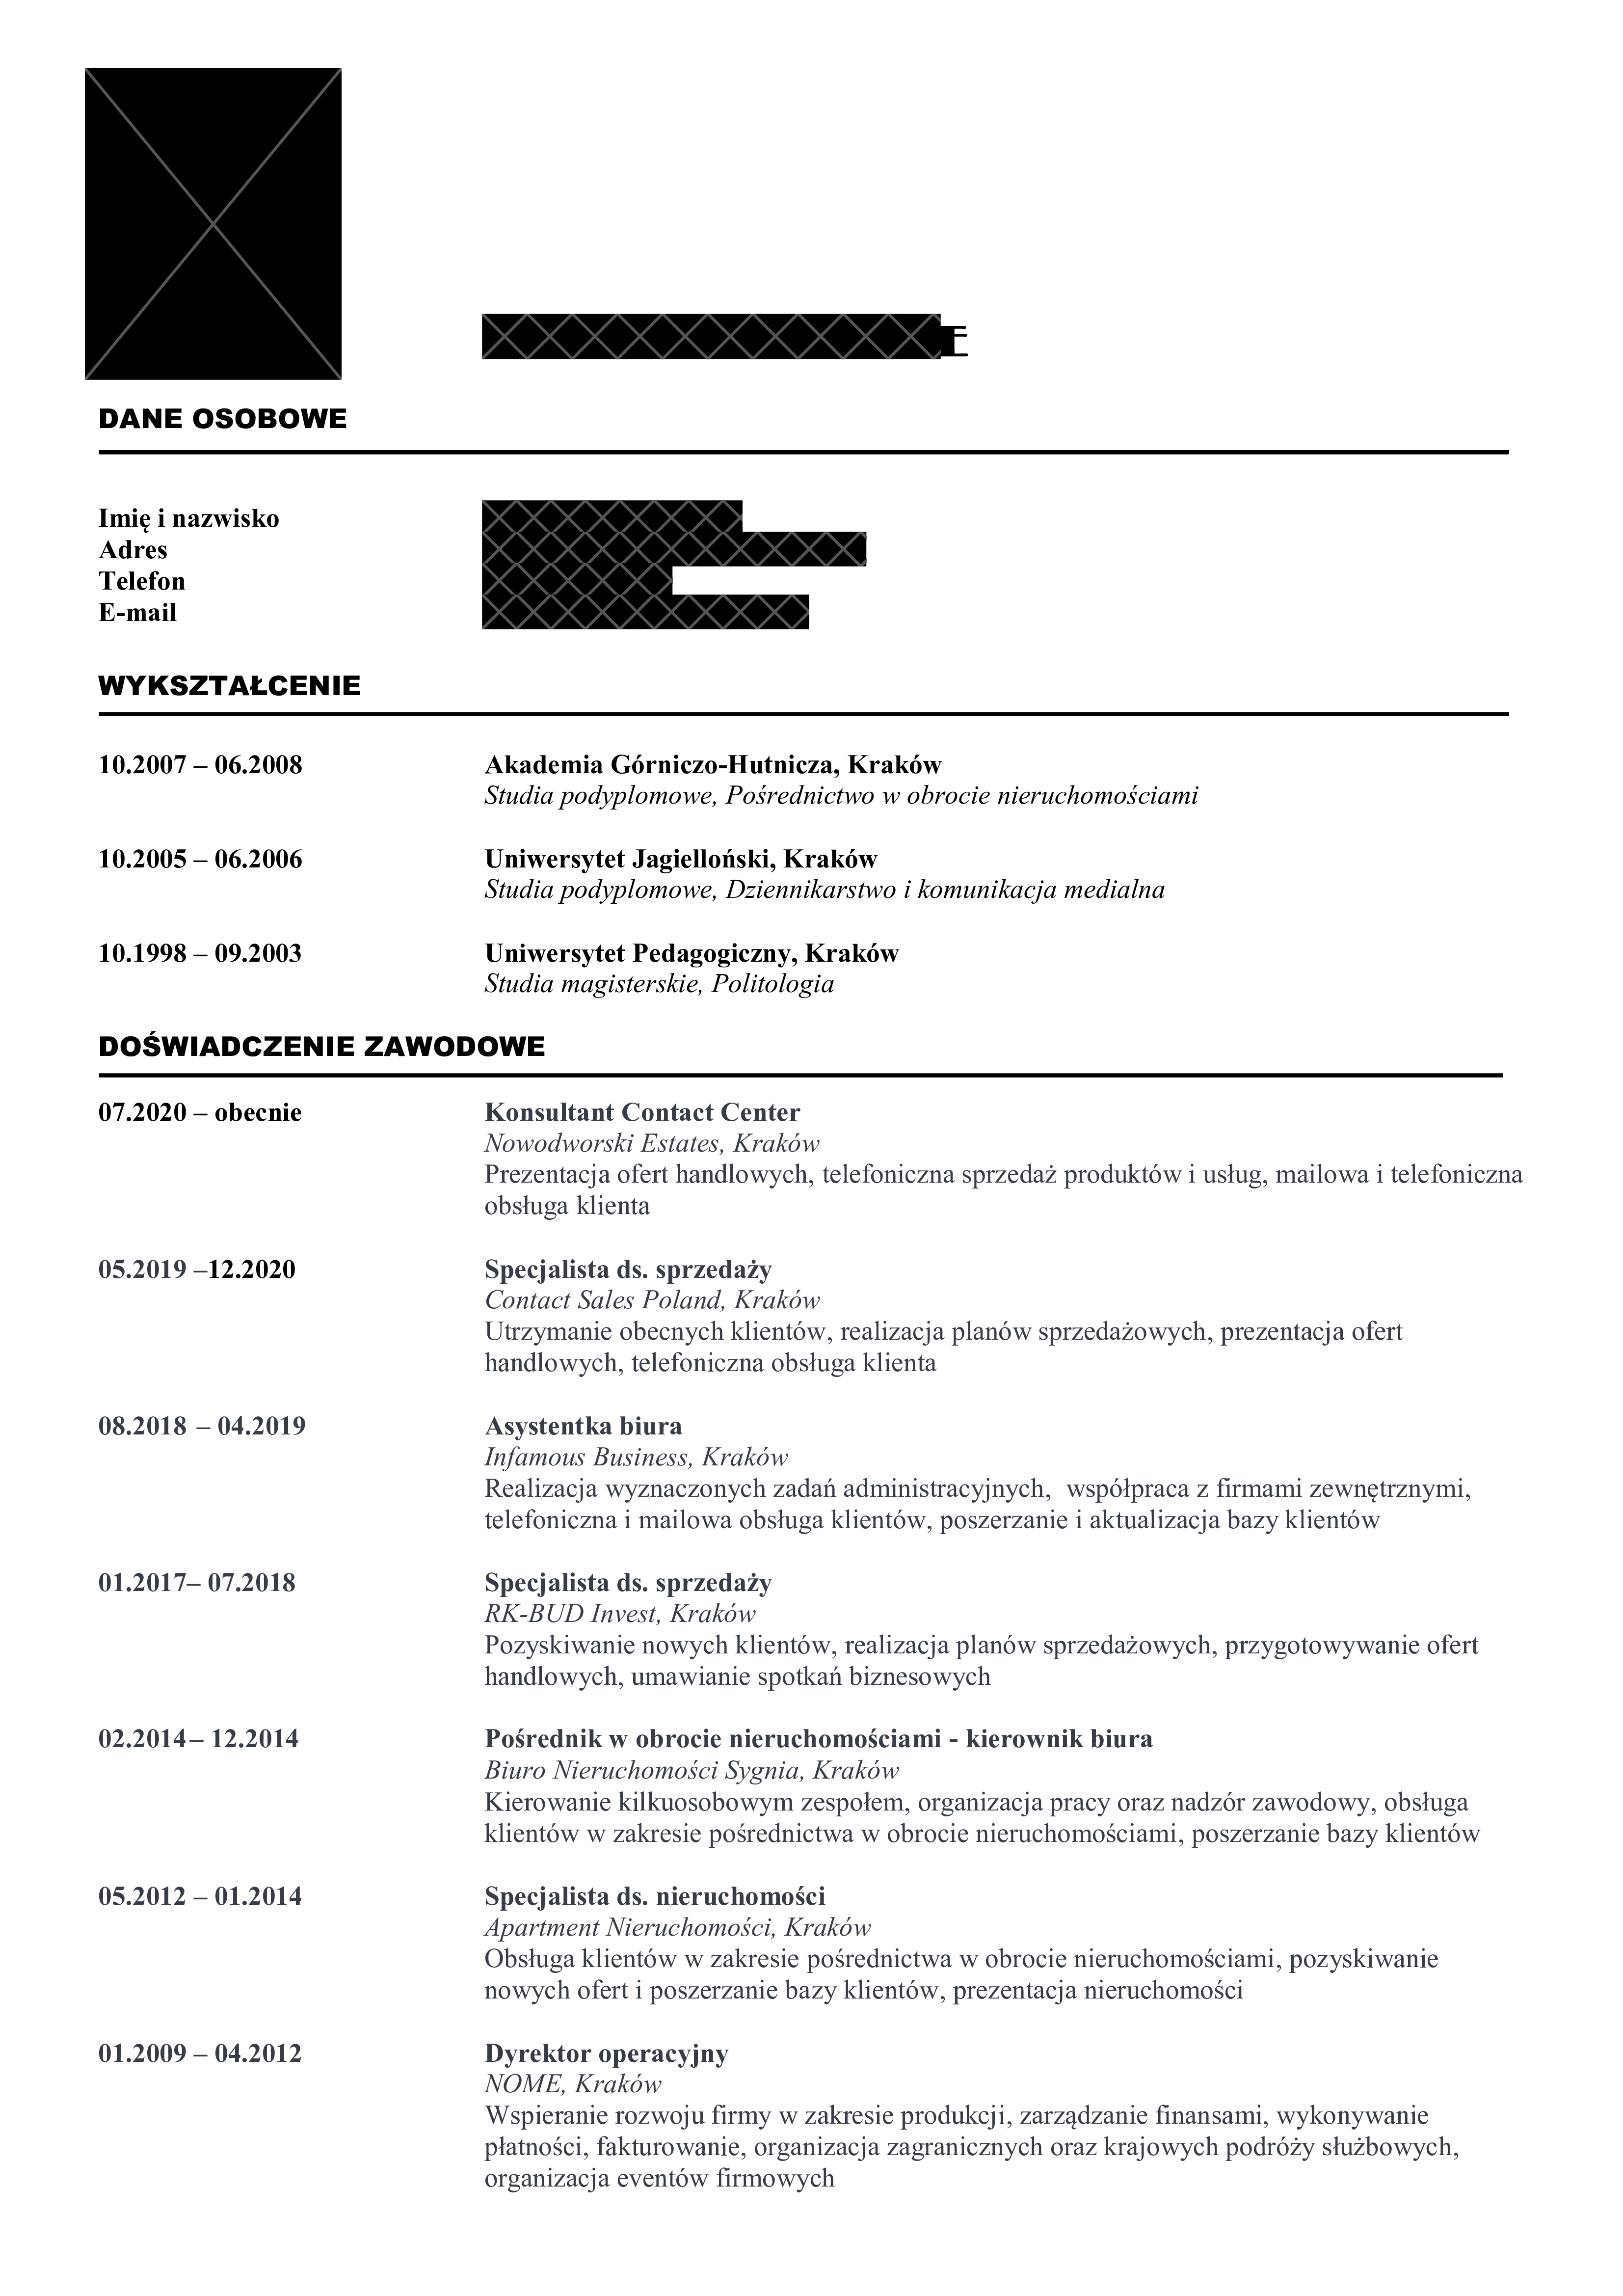 DANE OSOBOWE
Imię i nazwisko
Adres
Telefon
E-mail
WYKSZTAŁCENIE
10.2007 – 06.2008 Akademia Górniczo-Hutnicza, Kraków
Studia podyplomowe, Pośrednictwo w obrocie nieruchomościami
10.2005 – 06.2006 Uniwersytet Jagielloński, Kraków
Studia podyplomowe, Dziennikarstwo i komunikacja medialna
10.1998 – 09.2003 Uniwersytet Pedagogiczny, Kraków
Studia magisterskie, Politologia
DOŚWIADCZENIE ZAWODOWE
07.2020 – obecnie Konsultant Contact Center
Nowodworski Estates, Kraków
Prezentacja ofert handlowych, telefoniczna sprzedaż produktów i usług, mailowa i telefoniczna
obsługa klienta
05.2019 –12.2020 Specjalista ds. sprzedaży
Contact Sales Poland, Kraków
Utrzymanie obecnych klientów, realizacja planów sprzedażowych, prezentacja ofert
handlowych, telefoniczna obsługa klienta
08.2018 – 04.2019 Asystentka biura
Infamous Business, Kraków
Realizacja wyznaczonych zadań administracyjnych,  współpraca z firmami zewnętrznymi,
telefoniczna i mailowa obsługa klientów, poszerzanie i aktualizacja bazy klientów
01.2017– 07.2018 Specjalista ds. sprzedaży
RK-BUD Invest, Kraków
Pozyskiwanie nowych klientów, realizacja planów sprzedażowych, przygotowywanie ofert
handlowych, umawianie spotkań biznesowych
02.2014– 12.2014 Pośrednik w obrocie nieruchomościami - kierownik biura
Biuro Nieruchomości Sygnia, Kraków
Kierowanie kilkuosobowym zespołem, organizacja pracy oraz nadzór zawodowy, obsługa
klientów w zakresie pośrednictwa w obrocie nieruchomościami, poszerzanie bazy klientów
05.2012 – 01.2014 Specjalista ds. nieruchomości
Apartment Nieruchomości, Kraków
Obsługa klientów w zakresie pośrednictwa w obrocie nieruchomościami, pozyskiwanie
nowych ofert i poszerzanie bazy klientów, prezentacja nieruchomości
01.2009 – 04.2012 Dyrektor operacyjny
NOME, Kraków
Wspieranie rozwoju firmy w zakresie produkcji, zarządzanie finansami, wykonywanie
płatności, fakturowanie, organizacja zagranicznych oraz krajowych podróży służbowych,
organizacja eventów firmowych